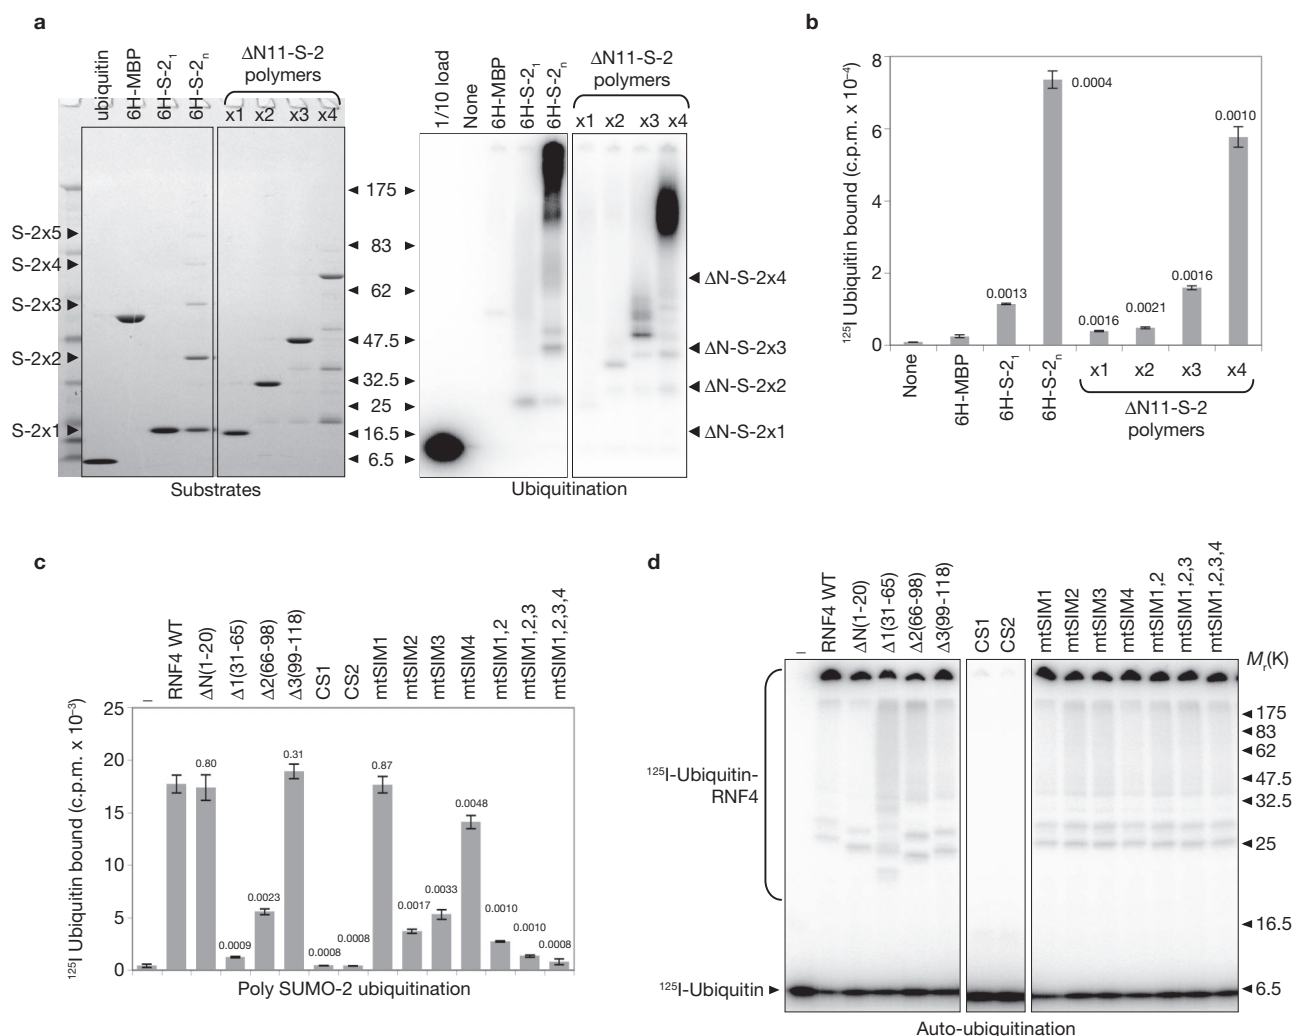 a
ubiquitin
6H-MBP
6H-S-2₁
6H-S-2ₙ
ΔN11-S-2
polymers
x1 x2 x3 x4
S-2x5
S-2x4
S-2x3
S-2x2
S-2x1
175
83
62
47.5
32.5
25
16.5
6.5
Substrates
1/10 load
None
6H-MBP
6H-S-2₁
6H-S-2ₙ
ΔN11-S-2
polymers
x1 x2 x3 x4
ΔN-S-2x4
ΔN-S-2x3
ΔN-S-2x2
ΔN-S-2x1
Ubiquitination
b
¹²⁵I Ubiquitin bound (c.p.m. x 10⁻⁴)
8
6
4
2
0
0.0013
0.0004
0.0016
0.0021
0.0016
0.0010
None
6H-MBP
6H-S-2₁
6H-S-2ₙ
x1 x2 x3 x4
ΔN11-S-2
polymers
c
–
RNF4 WT
ΔN(1-20)
Δ1(31-65)
Δ2(66-98)
Δ3(99-118)
CS1
CS2
mtSIM1
mtSIM2
mtSIM3
mtSIM4
mtSIM1,2
mtSIM1,2,3
mtSIM1,2,3,4
¹²⁵I Ubiquitin bound (c.p.m. x 10⁻³)
25
20
15
10
5
0
0.80
0.0009
0.0023
0.31
0.0008
0.0008
0.87
0.0017
0.0033
0.0048
0.0010
0.0010
0.0008
Poly SUMO-2 ubiquitination
d
–
RNF4 WT
ΔN(1-20)
Δ1(31-65)
Δ2(66-98)
Δ3(99-118)
CS1
CS2
mtSIM1
mtSIM2
mtSIM3
mtSIM4
mtSIM1,2
mtSIM1,2,3
mtSIM1,2,3,4
Mᵣ(K)
175
83
62
47.5
32.5
25
16.5
6.5
¹²⁵I-Ubiquitin-
RNF4
¹²⁵I-Ubiquitin
Auto-ubiquitination